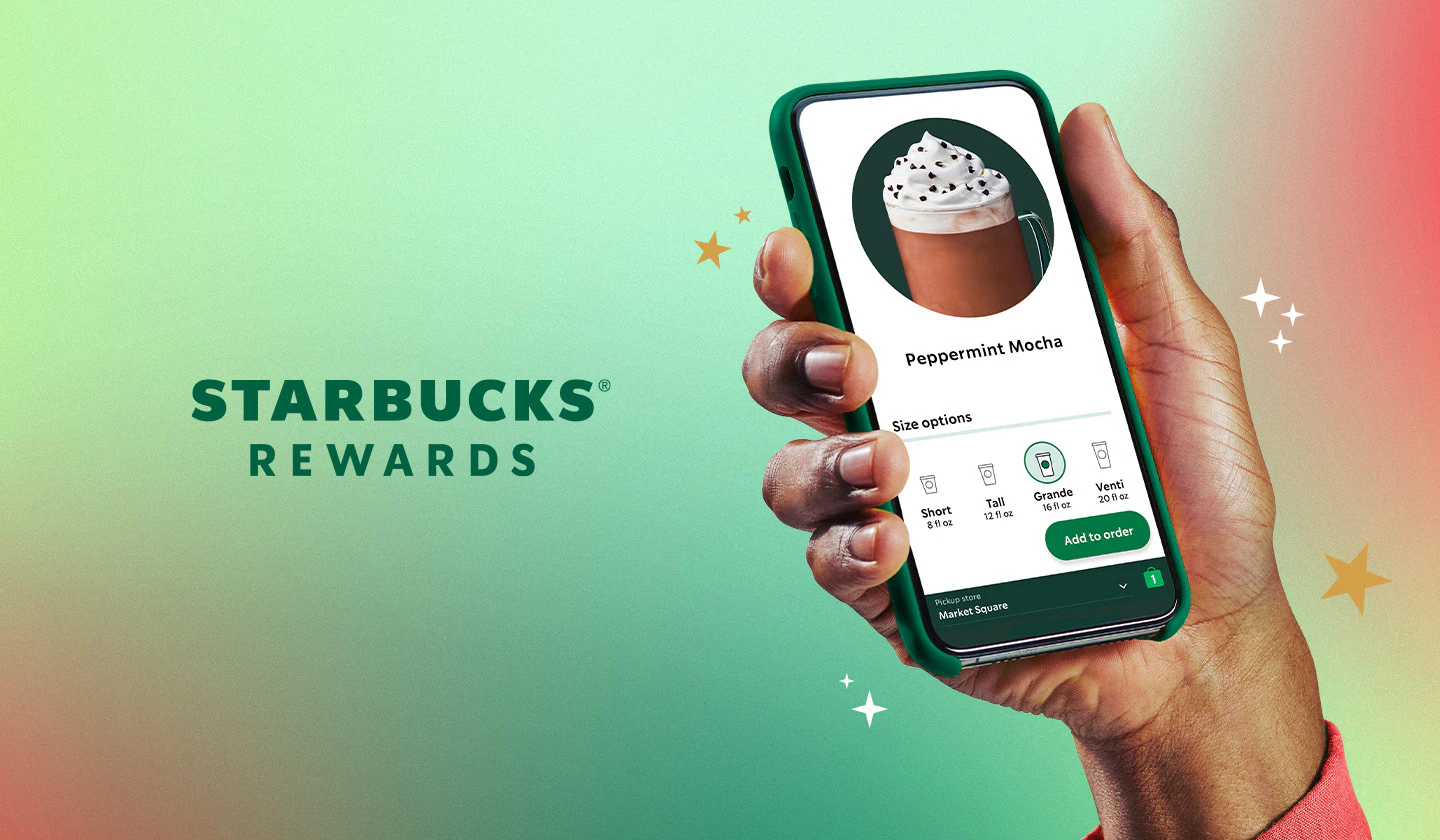 STARBUCKS®
REWARDS
Peppermint Mocha
Size options
Short
8 fl oz
Tall
12 fl oz
Grande
16 fl oz
Venti
20 fl oz
Add to order
Pickup store
Market Square
1